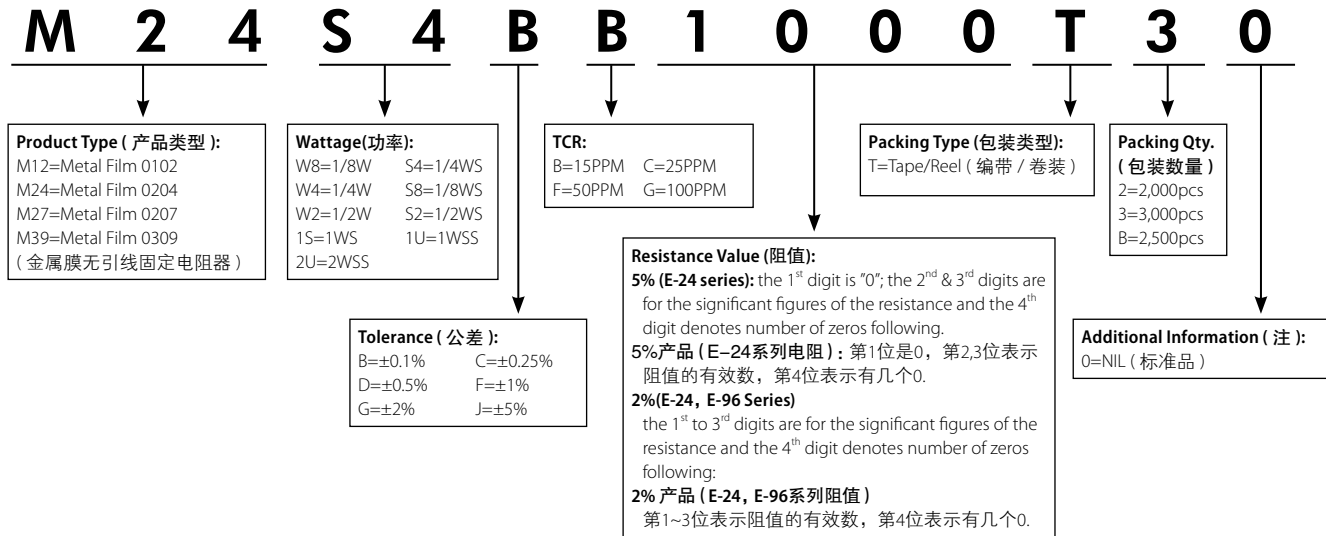 M 2 4 S 4 B B 1 0 0 0 T 3 0
Product Type ( 产品类型 ):
M12=Metal Film 0102
M24=Metal Film 0204
M27=Metal Film 0207
M39=Metal Film 0309
( 金属膜无引线固定电阻器 )
Wattage(功率):
W8=1/8W S4=1/4WS
W4=1/4W S8=1/8WS
W2=1/2W S2=1/2WS
1S=1WS 1U=1WSS
2U=2WSS
Tolerance ( 公差 ):
B=±0.1% C=±0.25%
D=±0.5% F=±1%
G=±2% J=±5%
TCR:
B=15PPM C=25PPM
F=50PPM G=100PPM
Resistance Value (阻值):
5% (E-24 series): the 1st digit is "0"; the 2nd & 3rd digits are
for the significant figures of the resistance and the 4th
digit denotes number of zeros following.
5%产品 ( E–24系列电阻 ) : 第1位是0，第2,3位表示
阻值的有效数，第4位表示有几个0.
2%(E-24, E-96 Series)
the 1st to 3rd digits are for the significant figures of the
resistance and the 4th digit denotes number of zeros
following:
2% 产品 ( E-24, E-96系列阻值 )
第1~3位表示阻值的有效数，第4位表示有几个0.
Packing Type (包装类型):
T=Tape/Reel ( 编带 / 卷装 )
Packing Qty.
( 包装数量 )
2=2,000pcs
3=3,000pcs
B=2,500pcs
Additional Information ( 注 ):
0=NIL ( 标准品 )